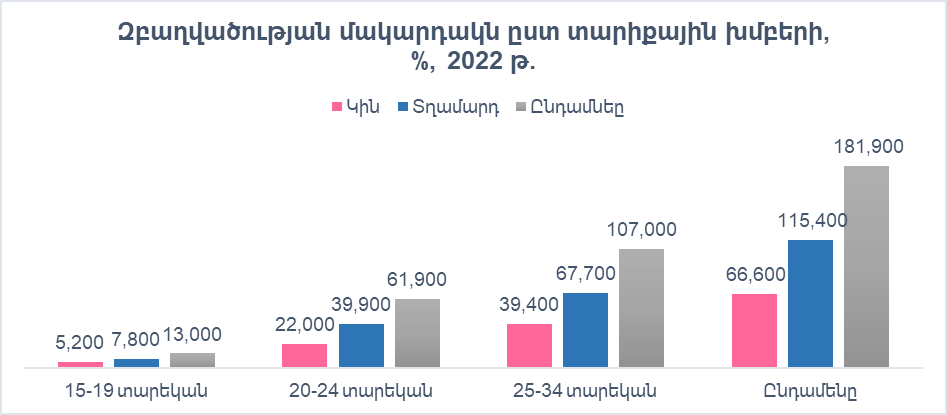 Զբաղվածության մակարդակն ըստ տարիքային խմբերի,
%, 2022 թ.
Կին Տղամարդ Ընդամնեը
5,200 7,800 13,000
22,000 39,900 61,900
39,400 67,700 107,000
66,600 115,400 181,900
15-19 տարեկան 20-24 տարեկան 25-34 տարեկան Ընդամենը